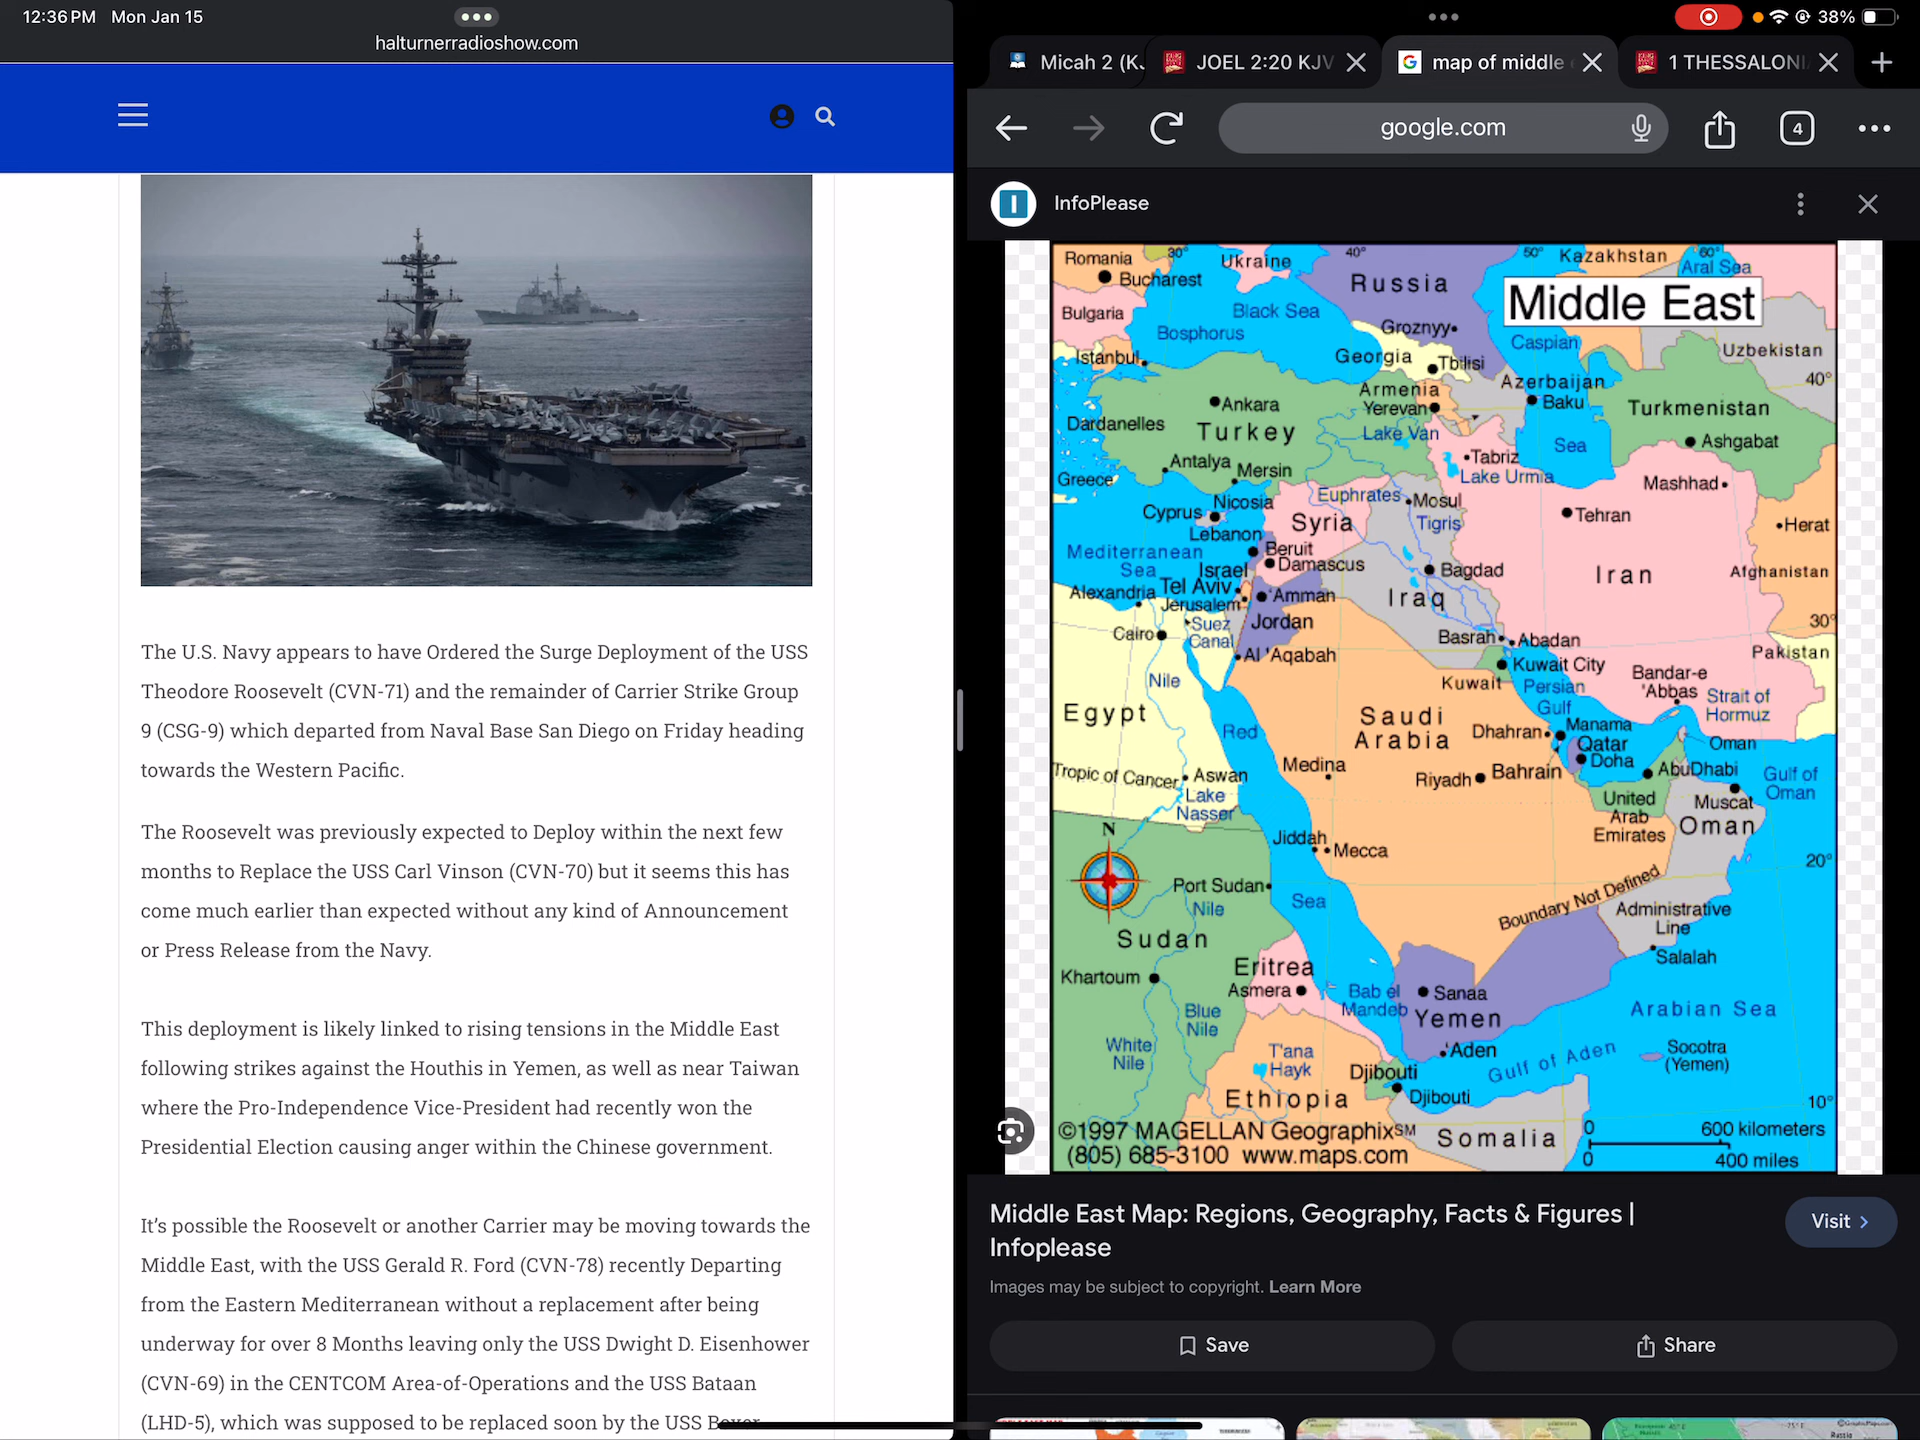 12:36 PM Mon Jan 15
halturnerradioshow.com
The U.S. Navy appears to have Ordered the Surge Deployment of the USS
Theodore Roosevelt (CVN-71) and the remainder of Carrier Strike Group
9 (CSG-9) which departed from Naval Base San Diego on Friday heading
towards the Western Pacific.
The Roosevelt was previously expected to Deploy within the next few
months to Replace the USS Carl Vinson (CVN-70) but it seems this has
come much earlier than expected without any kind of Announcement
or Press Release from the Navy.
This deployment is likely linked to rising tensions in the Middle East
following strikes against the Houthis in Yemen, as well as near Taiwan
where the Pro-Independence Vice-President had recently won the
Presidential Election causing anger within the Chinese government.
It's possible the Roosevelt or another Carrier may be moving towards the
Middle East, with the USS Gerald R. Ford (CVN-78) recently Departing
from the Eastern Mediterranean without a replacement after being
underway for over 8 Months leaving only the USS Dwight D. Eisenhower
(CVN-69) in the CENTCOM Area-of-Operations and the USS Bataan
(LHD-5), which was supposed to be replaced soon by the USS Boxer
38%
Micah 2 (KJ
JOEL 2:20 KJV
map of middle e
1 THESSALONI
google.com
4
InfoPlease
Romania
30°
Ukraine
40°
50°
Kazakhstan
60°
Aral Sea
Bucharest
Russia
Middle East
Bulgaria
Black Sea
Bosphorus
Groznyy
Caspian
Uzbekistan
Istanbul
Georgia
Tbilisi
40°
Armenia
Azerbaijan
Ankara
Yerevan
Baku
Turkmenistan
Dardanelles
Turkey
Lake Van
Sea
Ashgabat
Antalya
Mersin
Tabriz
Greece
Lake Urmia
Mashhad
Nicosia
Euphrates
Mosul
Cyprus
Syria
Tigris
Tehran
Herat
Lebanon
Mediterranean
Sea
Beruit
Damascus
Israel
Bagdad
Iran
Afghanistan
Alexandria
Tel Aviv
Jerusalem
'Amman
Iraq
Suez
Canal
Jordan
30°
Cairo
Basrah
Abadan
Al 'Aqabah
Kuwait City
Pakistan
Nile
Kuwait
Persian
Gulf
Bandar-e
'Abbas
Strait of
Hormuz
Egypt
Saudi
Arabia
Red
Dhahran
Manama
Qatar
Doha
Oman
Medina
Bahrain
AbuDhabi
Gulf of
Oman
Tropic of Cancer
Aswan
Riyadh
Lake
Nasser
United
Arab
Emirates
Muscat
Oman
N
Jiddah
Mecca
20°
Port Sudan
Boundary Not Defined
Nile
Sea
Administrative
Line
Sudan
Salalah
Eritrea
Khartoum
Asmera
Bab el
Mandeb
Sanaa
Yemen
Arabian Sea
Blue
Nile
White
Nile
T'ana
Hayk
'Aden
Gulf of Aden
Socotra
(Yemen)
Djibouti
Djibouti
Ethiopia
10°
©1997 MAGELLAN Geographix℠
(805) 685-3100 www.maps.com
Somalia
0
600 kilometers
0
400 miles
Middle East Map: Regions, Geography, Facts & Figures |
Infoplease
Visit
Images may be subject to copyright. Learn More
Save
Share